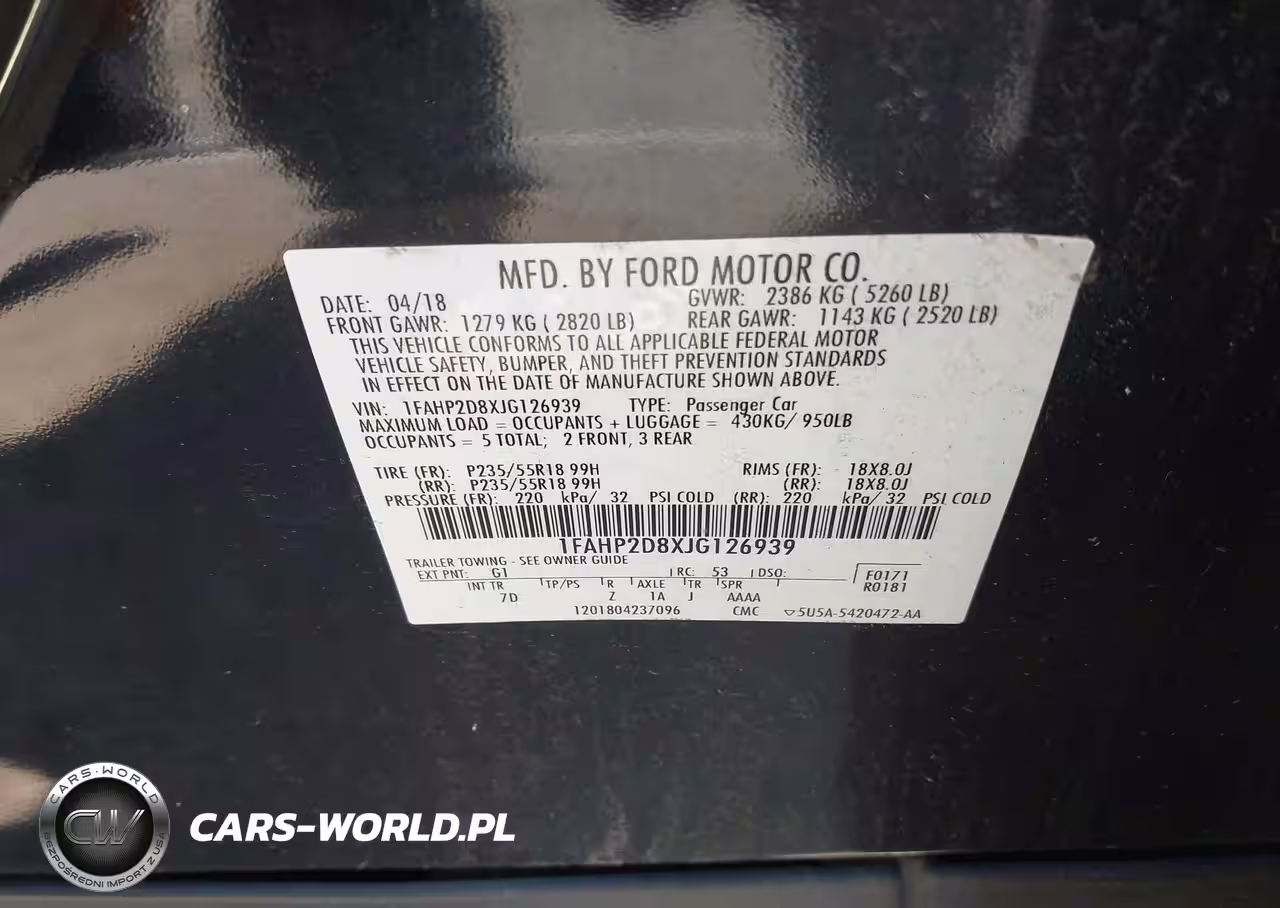 MFD. BY FORD MOTOR CO.
DATE: 04/18 GVWR: 2386 KG ( 5260 LB)
FRONT GAWR: 1279 KG ( 2820 LB) REAR GAWR: 1143 KG ( 2520 LB)
THIS VEHICLE CONFORMS TO ALL APPLICABLE FEDERAL MOTOR
VEHICLE SAFETY, BUMPER, AND THEFT PREVENTION STANDARDS
IN EFFECT ON THE DATE OF MANUFACTURE SHOWN ABOVE.
VIN: 1FAHP2D8XJG126939 TYPE: Passenger Car
MAXIMUM LOAD = OCCUPANTS + LUGGAGE = 430KG/ 950LB
OCCUPANTS = 5 TOTAL; 2 FRONT, 3 REAR
TIRE (FR): P235/55R18 99H RIMS (FR): 18X8.0J
(RR): P235/55R18 99H (RR): 18X8.0J
PRESSURE (FR): 220 kPa/ 32 PSI COLD (RR): 220 kPa/ 32 PSI COLD
1FAHP2D8XJG126939
TRAILER TOWING - SEE OWNER GUIDE
EXT PNT: G1 RC: 53 DSO: F0171
INT TR TP/PS R AXLE TR SPR R0181
7D Z 1A J AAAA
1201804237096 CMC ▽5U5A-5420472-AA
CARS-WORLD
CW
BEZPOŚREDNI IMPORT Z USA
CARS-WORLD.PL